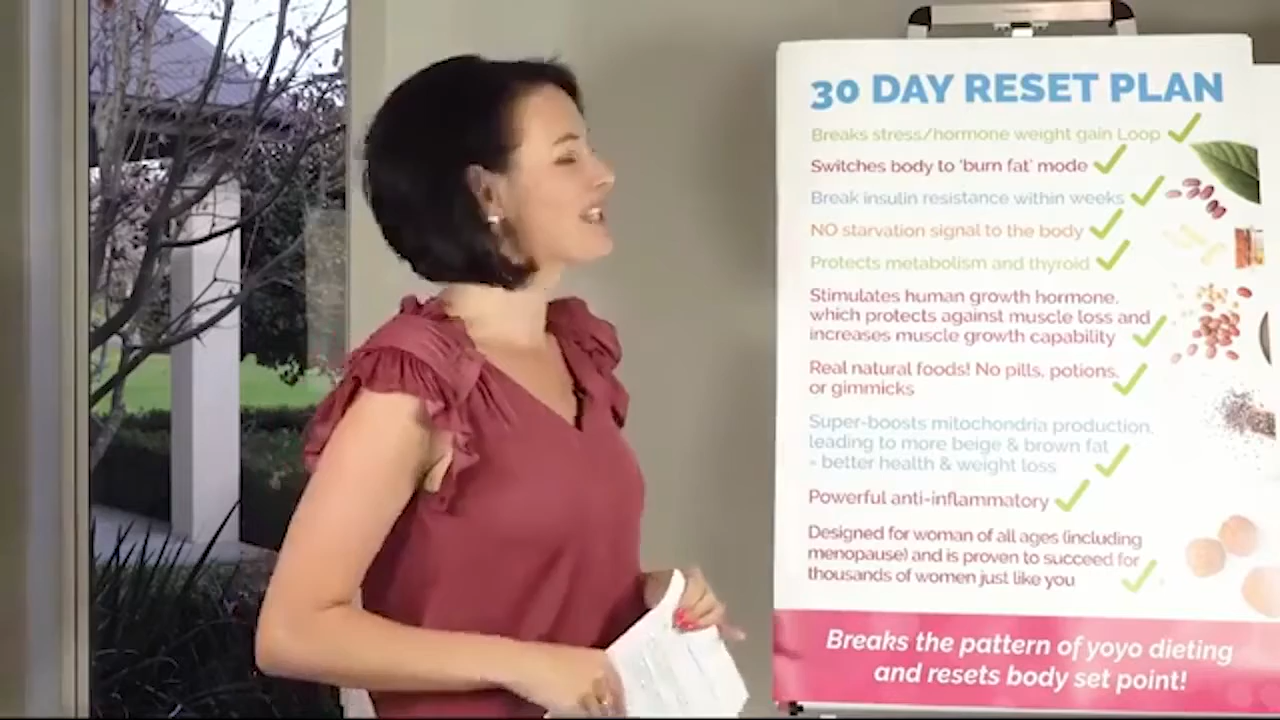 30 DAY RESET PLAN
Breaks stress/hormone weight gain Loop
Switches body to 'burn fat' mode
Break insulin resistance within weeks
NO starvation signal to the body
Protects metabolism and thyroid
Stimulates human growth hormone,
which protects against muscle loss and
increases muscle growth capability
Real natural foods! No pills, potions,
or gimmicks
Super-boosts mitochondria production,
leading to more beige & brown fat
= better health & weight loss
Powerful anti-inflammatory
Designed for woman of all ages (including
menopause) and is proven to succeed for
thousands of women just like you
Breaks the pattern of yoyo dieting
and resets body set point!